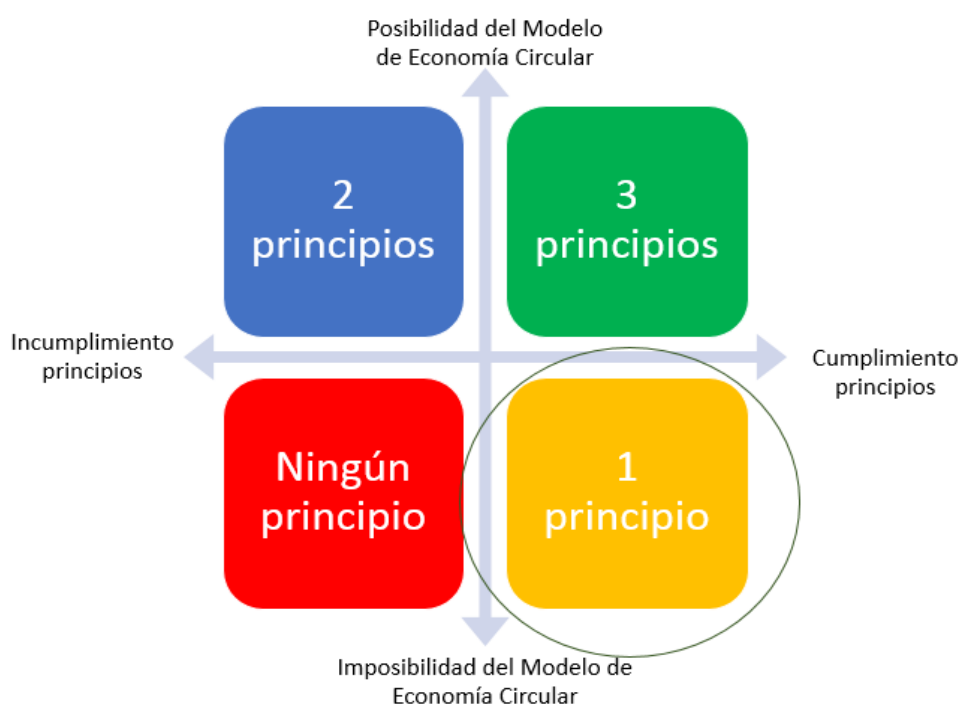 Posibilidad del Modelo
de Economía Circular
2
principios
3
principios
Incumplimiento
principios
Cumplimiento
principios
Ningún
principio
1
principio
Imposibilidad del Modelo de
Economía Circular